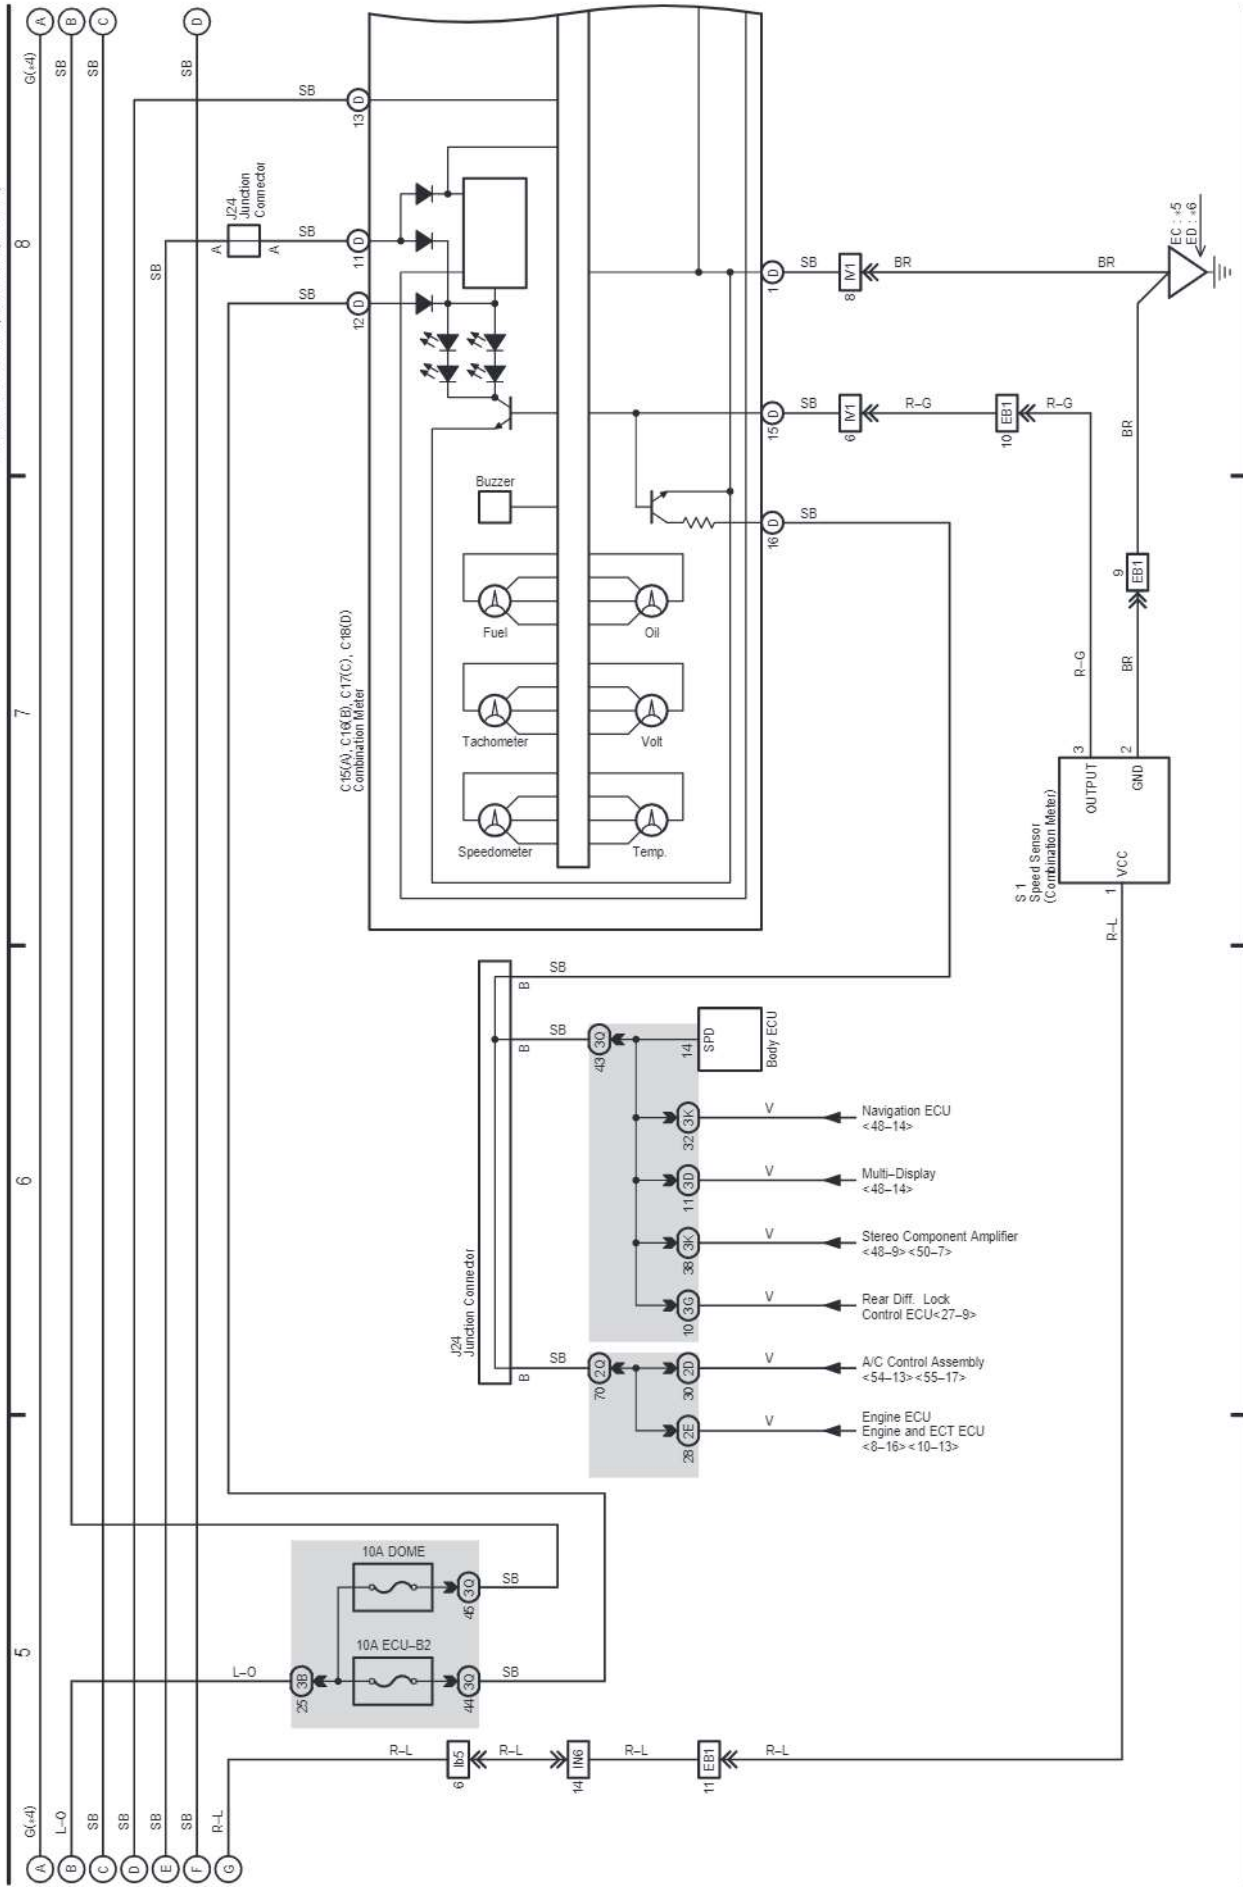 5
6
7
8
A
G(*4)
G(*4)
A
B
L–O
SB
B
C
SB
SB
C
D
SB
E
SB
SB
F
SB
SB
D
G
R–L
L–O
25
3B
10A DOME
10A ECU–B2
45
3Q
SB
44
3Q
SB
R–L
6
Ib5
R–L
14
IN6
R–L
11
EB1
R–L
J24
Junction Connector
B
SB
B
SB
B
SB
43
3Q
14
SPD
Body ECU
32
3K
V
Navigation ECU
<48–14>
11
3D
V
Multi–Display
<48–14>
38
3K
V
Stereo Component Amplifier
<48–9><50–7>
10
3G
V
Rear Diff. Lock
Control ECU<27–9>
70
2Q
30
2D
V
A/C Control Assembly
<54–13><55–17>
28
2E
V
Engine ECU
Engine and ECT ECU
<8–16><10–13>
C15(A), C16(B), C17(C), C18(D)
Combination Meter
Speedometer
Tachometer
Fuel
Buzzer
Temp.
Volt
Oil
J24
Junction
Connector
A
A
SB
12
D
SB
11
D
SB
13
D
SB
16
D
SB
15
D
SB
6
IV1
R–G
10
EB1
R–G
1
D
SB
8
IV1
BR
BR
EC : *5
ED : *6
BR
9
EB1
BR
R–G
S 1
Speed Sensor
(Combination Meter)
R–L
1
VCC
3
OUTPUT
2
GND